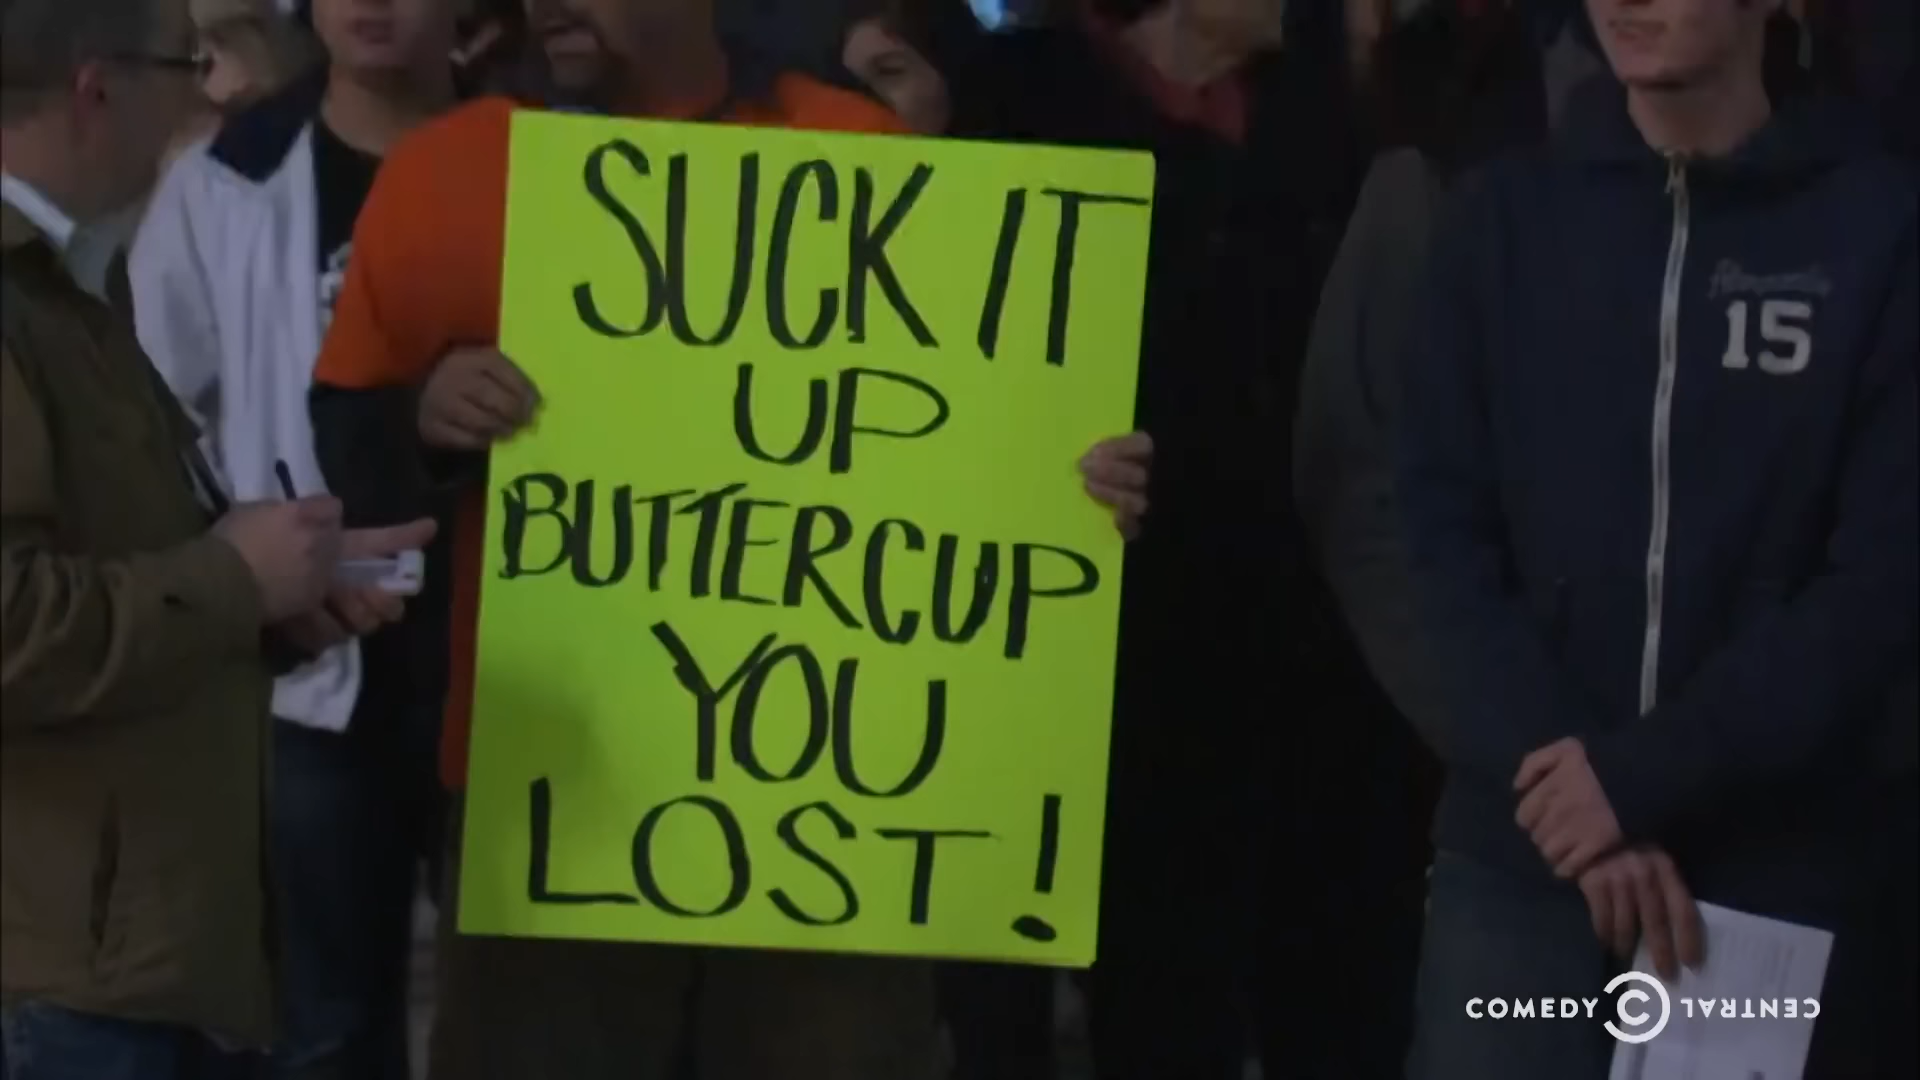 SUCK IT
UP
BUTTERCUP
YOU
LOST!
15
COMEDY CENTRAL